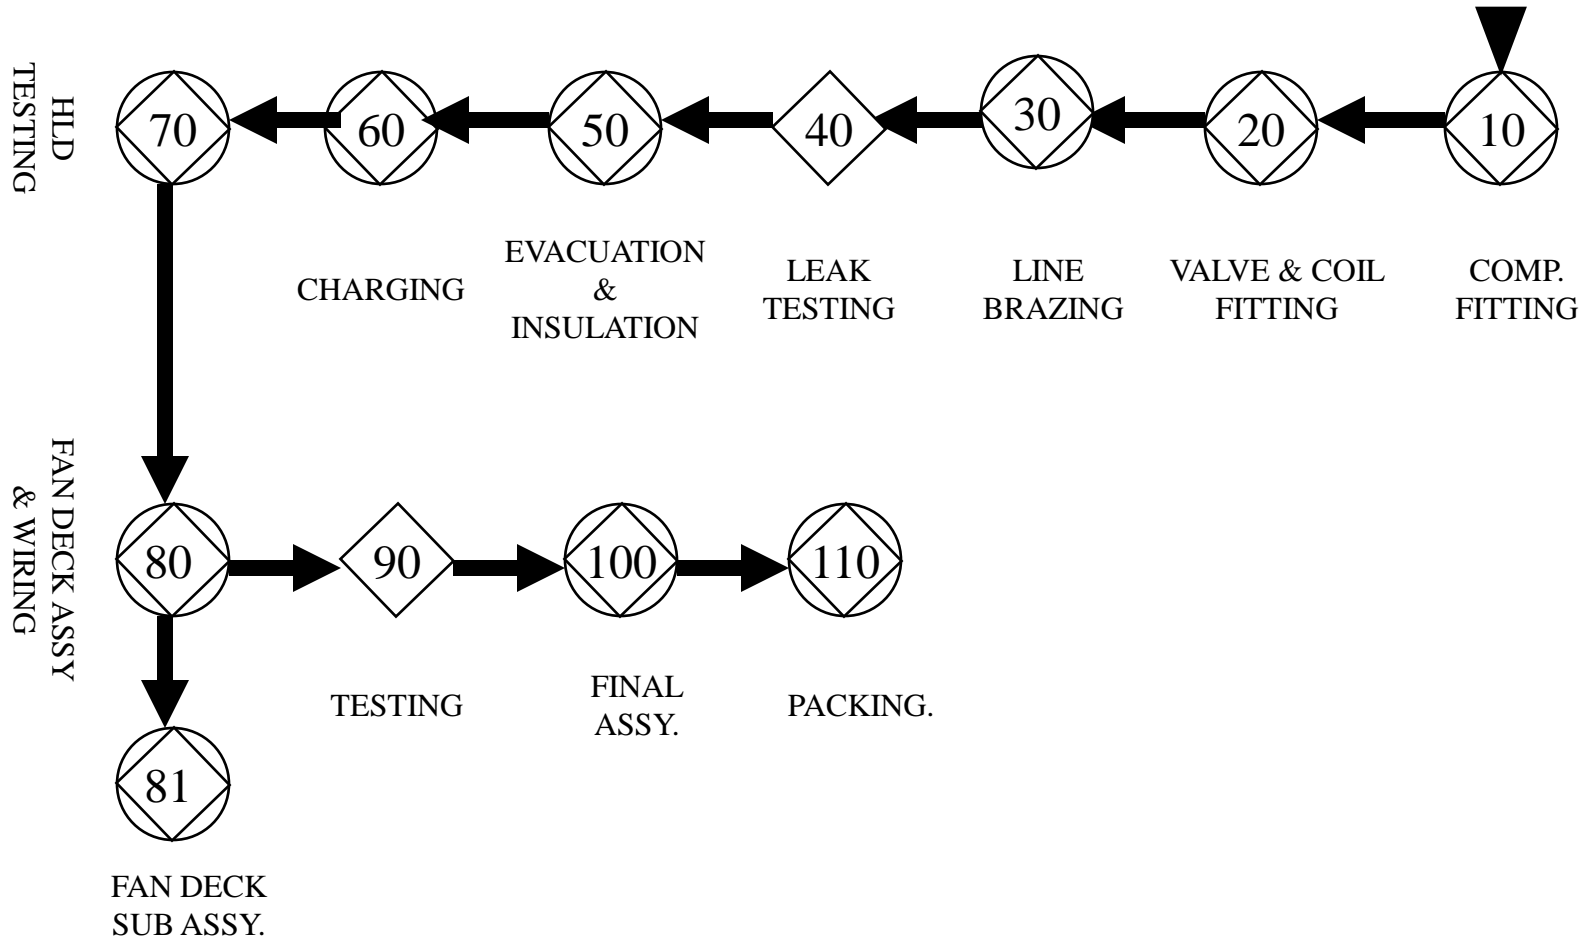 70
60
50
40
30
20
10
HLD
TESTING
CHARGING
EVACUATION
&
INSULATION
LEAK
TESTING
LINE
BRAZING
VALVE & COIL
FITTING
COMP.
FITTING
FAN DECK ASSY
& WIRING
80
90
100
110
TESTING
FINAL
ASSY.
PACKING.
81
FAN DECK
SUB ASSY.